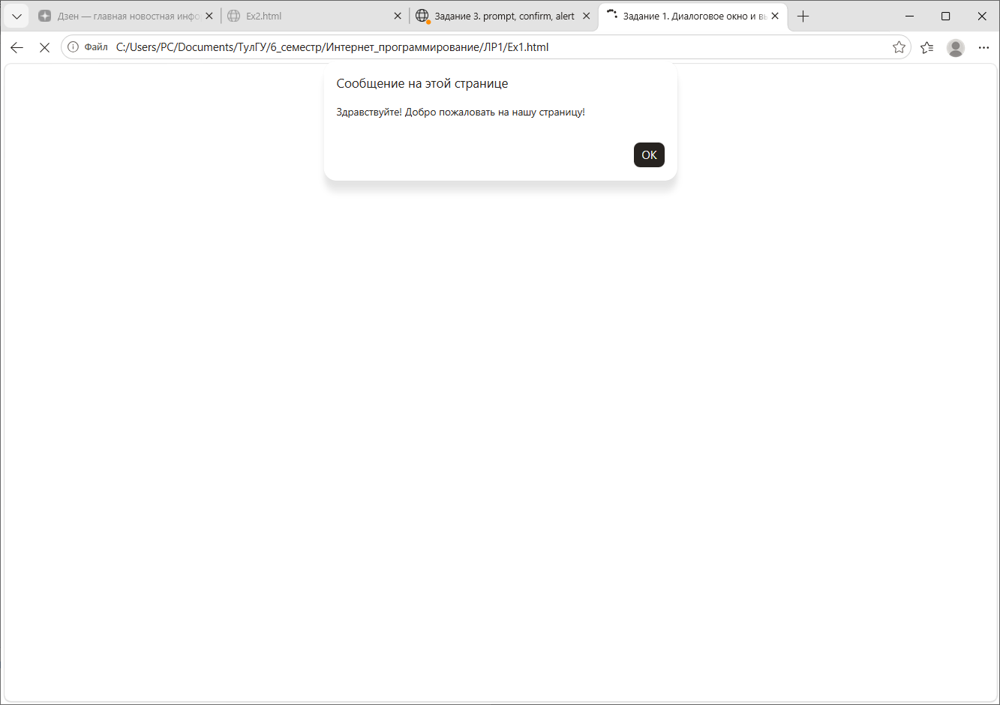 Дзен — главная новостная инфо
Ex2.html
Задание 3. prompt, confirm, alert
Задание 1. Диалоговое окно и вы
Файл
C:/Users/PC/Documents/ТулГУ/6_семестр/Интернет_программирование/ЛР1/Ex1.html
Сообщение на этой странице
Здравствуйте! Добро пожаловать на нашу страницу!
ОК